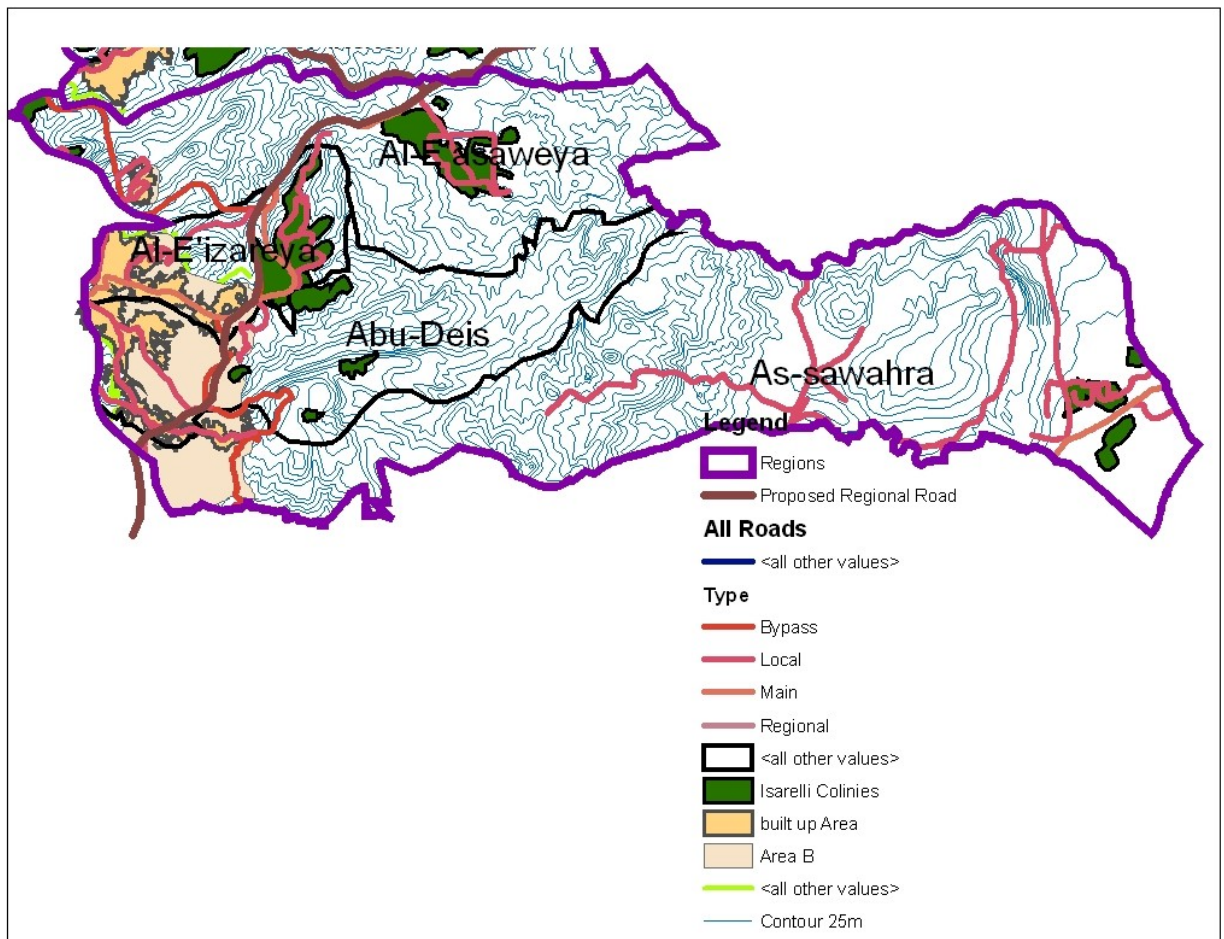 Al-E'asaweya
Al-E'izareya
Abu-Deis
As-sawahra
Legend
Regions
Proposed Regional Road
All Roads
<all other values>
Type
Bypass
Local
Main
Regional
<all other values>
Isarelli Colinies
built up Area
Area B
<all other values>
Contour 25m